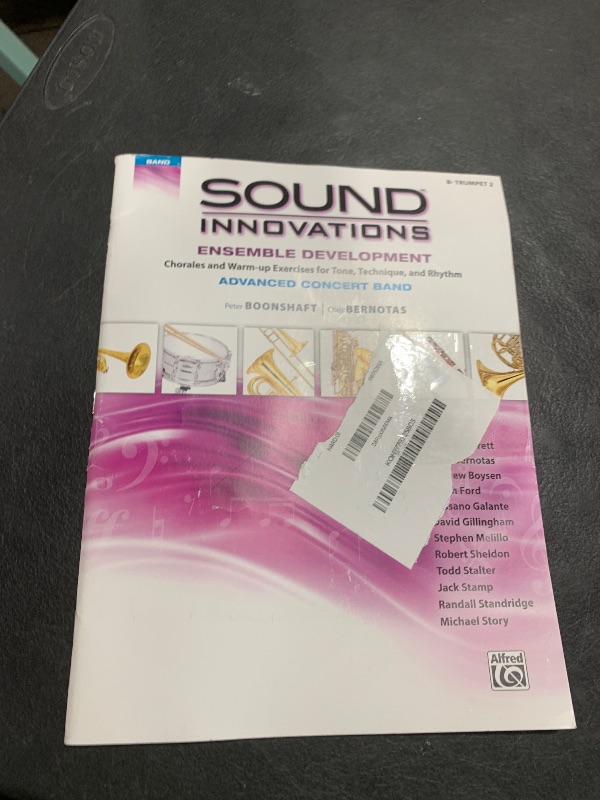 BAND
B♭ TRUMPET 2
SOUND
INNOVATIONS
ENSEMBLE DEVELOPMENT
Chorales and Warm-up Exercises for Tone, Technique, and Rhythm
ADVANCED CONCERT BAND
Peter BOONSHAFT | Chris BERNOTAS
rett
ernotas
ew Boysen
Ford
sano Galante
David Gillingham
Stephen Melillo
Robert Sheldon
Todd Stalter
Jack Stamp
Randall Standridge
Michael Story
Alfred